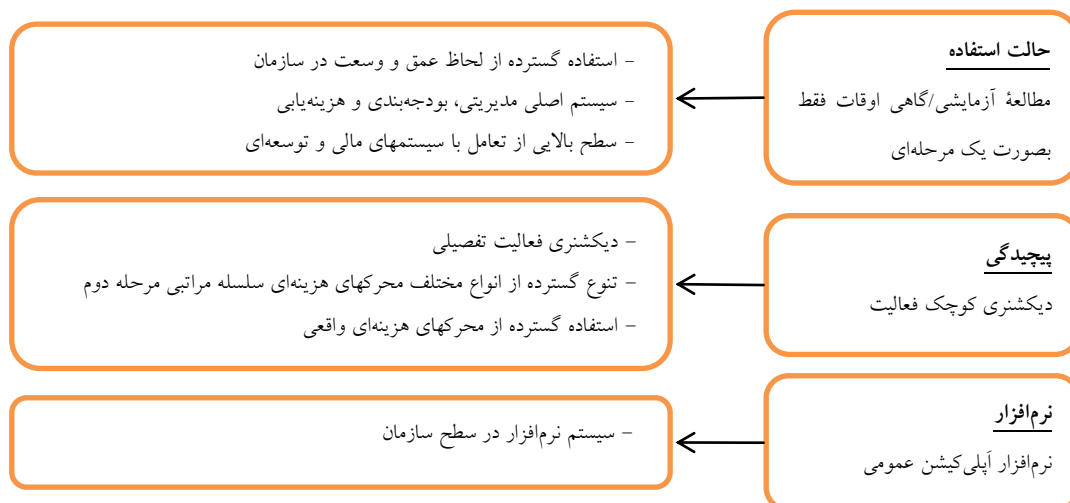 حالت استفاده
مطالعهٔ آزمایشی/گاهی اوقات فقط
بصورت یک مرحله‌ای
- استفاده گسترده از لحاظ عمق و وسعت در سازمان
- سیستم اصلی مدیریتی، بودجه‌بندی و هزینه‌یابی
- سطح بالایی از تعامل با سیستمهای مالی و توسعه‌ای
پیچیدگی
دیکشنری کوچک فعالیت
- دیکشنری فعالیت تفصیلی
- تنوع گسترده از انواع مختلف محرکهای هزینه‌ای سلسله مراتبی مرحله دوم
- استفاده گسترده از محرکهای هزینه‌ای واقعی
نرم‌افزار
نرم‌افزار اَپلی‌کیشن عمومی
- سیستم نرم‌افزار در سطح سازمان